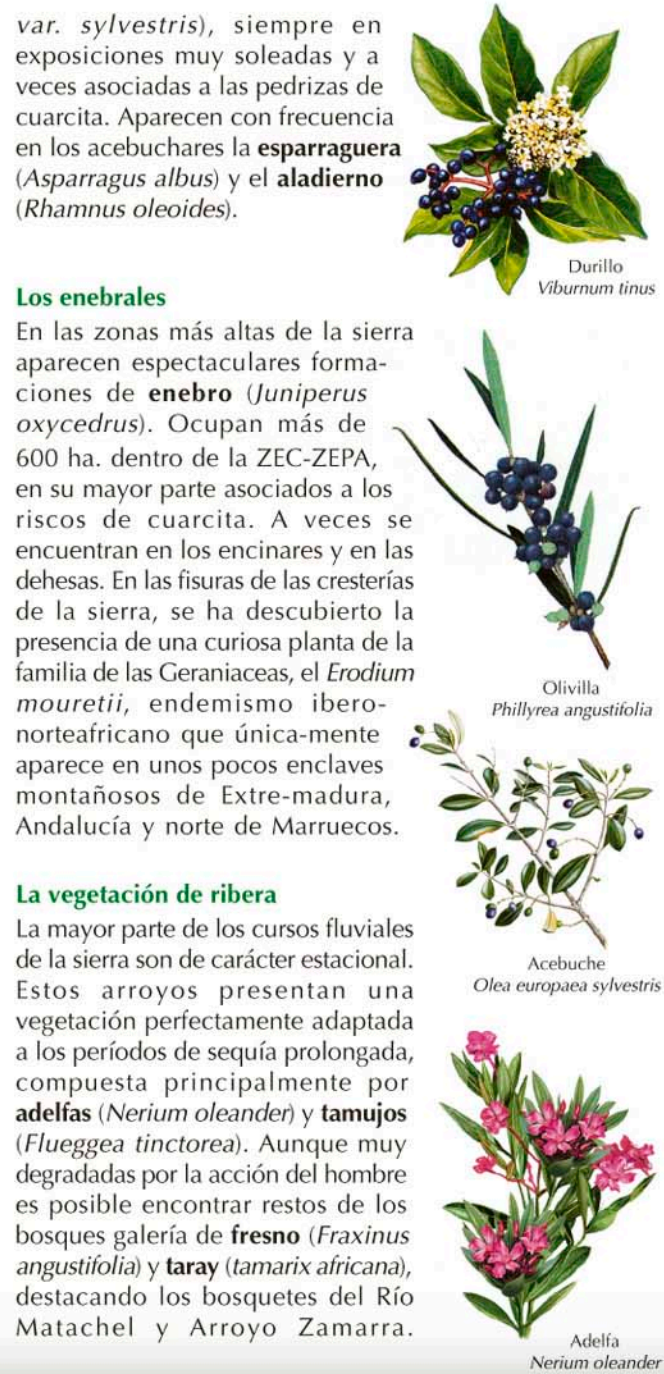 var. sylvestris), siempre en
exposiciones muy soleadas y a
veces asociadas a las pedrizas de
cuarcita. Aparecen con frecuencia
en los acebuchares la esparraguera
(Asparragus albus) y el aladierno
(Rhamnus oleoides).
Durillo
Viburnum tinus
Los enebrales
En las zonas más altas de la sierra
aparecen espectaculares forma-
ciones de enebro (Juniperus
oxycedrus). Ocupan más de
600 ha. dentro de la ZEC-ZEPA,
en su mayor parte asociados a los
riscos de cuarcita. A veces se
encuentran en los encinares y en las
dehesas. En las fisuras de las cresterías
de la sierra, se ha descubierto la
presencia de una curiosa planta de la
familia de las Geraniaceas, el Erodium
mouretii, endemismo ibero-
norteafricano que única-mente
aparece en unos pocos enclaves
montañosos de Extre-madura,
Andalucía y norte de Marruecos.
Olivilla
Phillyrea angustifolia
La vegetación de ribera
La mayor parte de los cursos fluviales
de la sierra son de carácter estacional.
Estos arroyos presentan una
vegetación perfectamente adaptada
a los períodos de sequía prolongada,
compuesta principalmente por
adelfas (Nerium oleander) y tamujos
(Flueggea tinctorea). Aunque muy
degradadas por la acción del hombre
es posible encontrar restos de los
bosques galería de fresno (Fraxinus
angustifolia) y taray (tamarix africana),
destacando los bosquetes del Río
Matachel y Arroyo Zamarra.
Acebuche
Olea europaea sylvestris
Adelfa
Nerium oleander